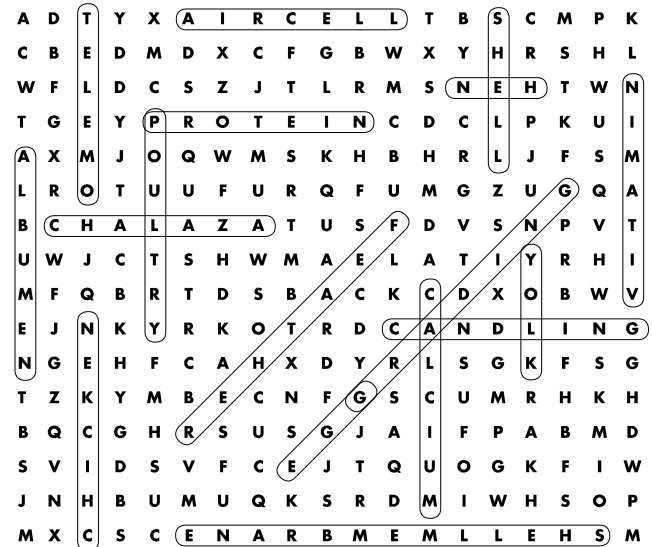 A D T Y X A I R C E L L T B S C M P K
C B E D M D X C F G B W X Y H R S H L
W F L D C S Z J T L R M S N E H T W N
T G E Y P R O T E I N C D C L P K U I
A X M J O Q W M S K H B H R L J F S M
L R O T U U F U R Q F U M G Z U G Q A
B C H A L A Z A T U S F D V S N P V T
U W J C T S H W M A E L A T I Y R H I
M F Q B R T D S B A C K C D X O B W V
E J N K Y R K O T R D C A N D L I N G
N G E H F C A H X D Y R L S G K F S G
T Z K Y M B E C N F G S C U M R H K H
B Q C G H R S U S G J A I F P A B M D
S V I D S V F C E J T Q U O G K F I W
J N H B U M U Q K S R D M I W H S O P
M X C S C E N A R B M E M L L E H S M